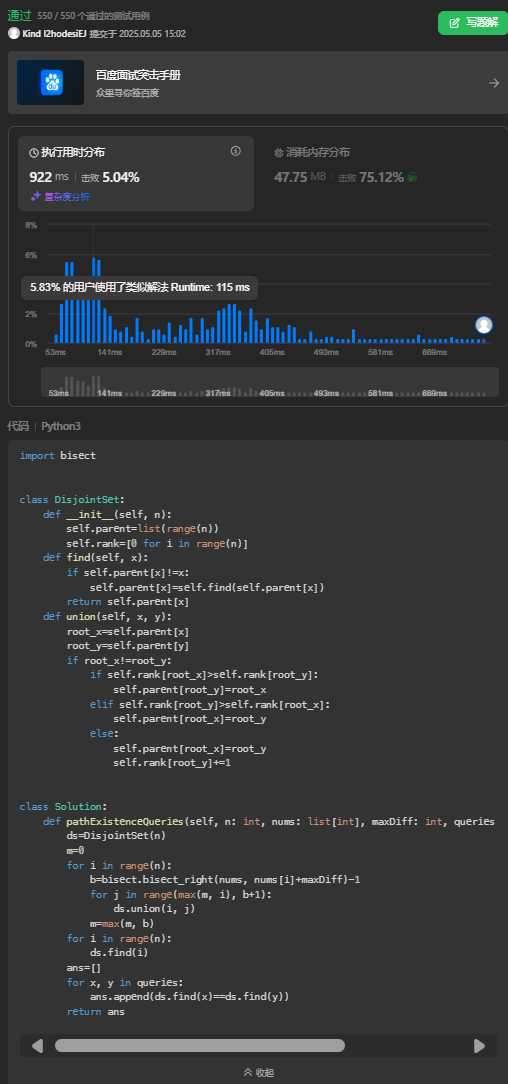 通过 550 / 550 个通过的测试用例
写题解
Kind I2hodesiEJ 提交于 2025.05.05 15:02
百度面试突击手册
众里寻你签百度
执行用时分布
922 ms | 击败 5.04%
复杂度分析
消耗内存分布
47.75 MB | 击败 75.12%
8%
6%
5.83% 的用户使用了类似解法 Runtime: 115 ms
2%
0%
53ms 141ms 229ms 317ms 405ms 493ms 581ms 669ms
53ms 141ms 229ms 317ms 405ms 493ms 581ms 669ms
代码 | Python3
import bisect
class DisjointSet:
    def __init__(self, n):
        self.parent=list(range(n))
        self.rank=[0 for i in range(n)]
    def find(self, x):
        if self.parent[x]!=x:
            self.parent[x]=self.find(self.parent[x])
        return self.parent[x]
    def union(self, x, y):
        root_x=self.parent[x]
        root_y=self.parent[y]
        if root_x!=root_y:
            if self.rank[root_x]>self.rank[root_y]:
                self.parent[root_y]=root_x
            elif self.rank[root_y]>self.rank[root_x]:
                self.parent[root_x]=root_y
            else:
                self.parent[root_x]=root_y
                self.rank[root_y]+=1
class Solution:
    def pathExistenceQueries(self, n: int, nums: list[int], maxDiff: int, queries
        ds=DisjointSet(n)
        m=0
        for i in range(n):
            b=bisect.bisect_right(nums, nums[i]+maxDiff)-1
            for j in range(max(m, i), b+1):
                ds.union(i, j)
            m=max(m, b)
        for i in range(n):
            ds.find(i)
        ans=[]
        for x, y in queries:
            ans.append(ds.find(x)==ds.find(y))
        return ans
收起